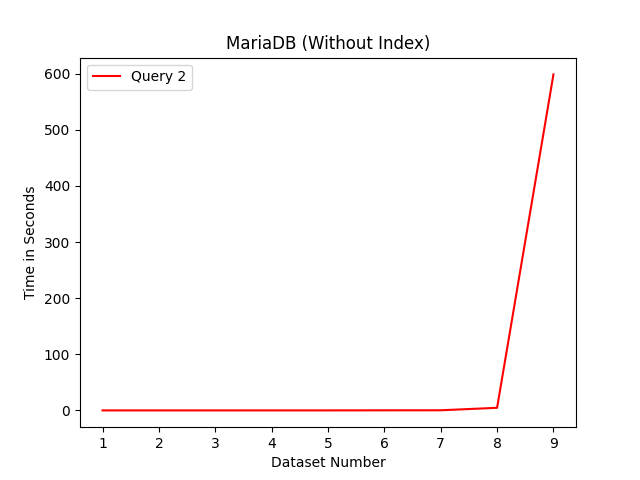 MariaDB (Without Index)
Query 2
Time in Seconds
600
500
400
300
200
100
0
1 2 3 4 5 6 7 8 9
Dataset Number